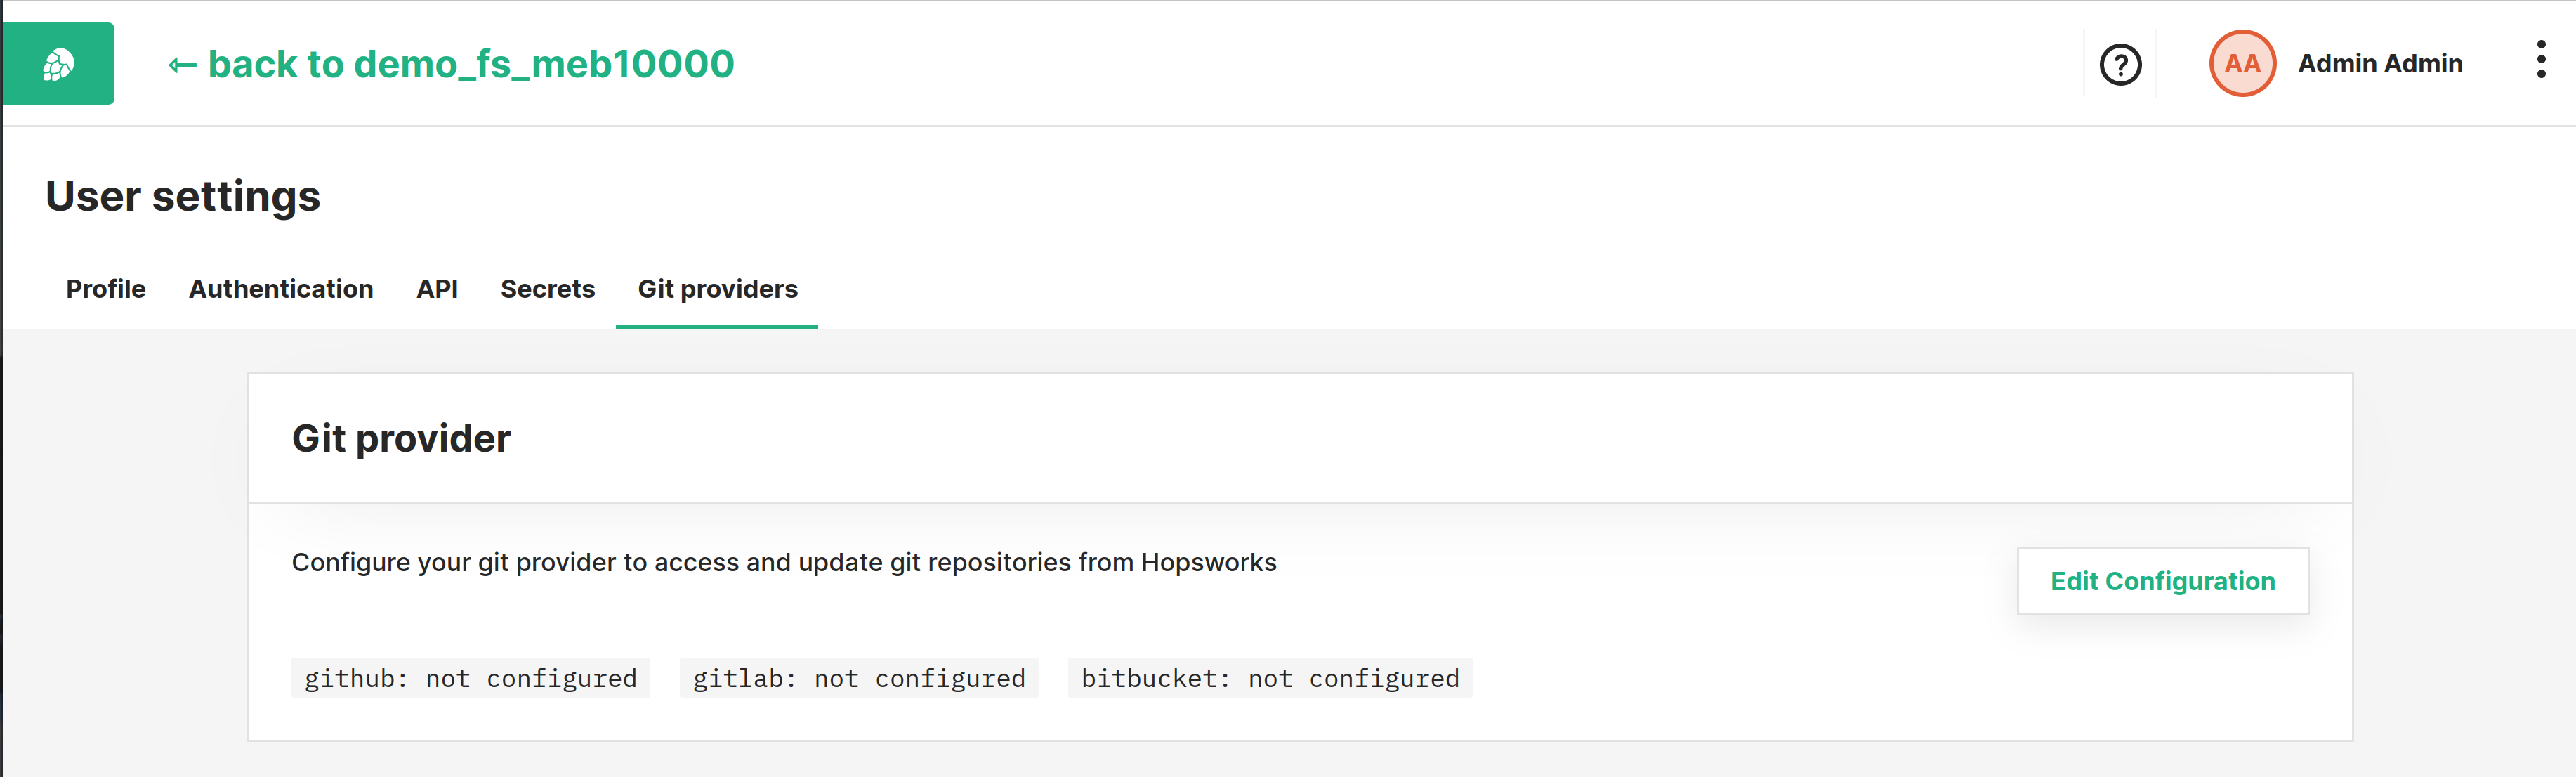 ← back to demo_fs_meb10000
? AA Admin Admin
User settings
Profile Authentication API Secrets Git providers
Git provider
Configure your git provider to access and update git repositories from Hopsworks
Edit Configuration
github: not configured gitlab: not configured bitbucket: not configured